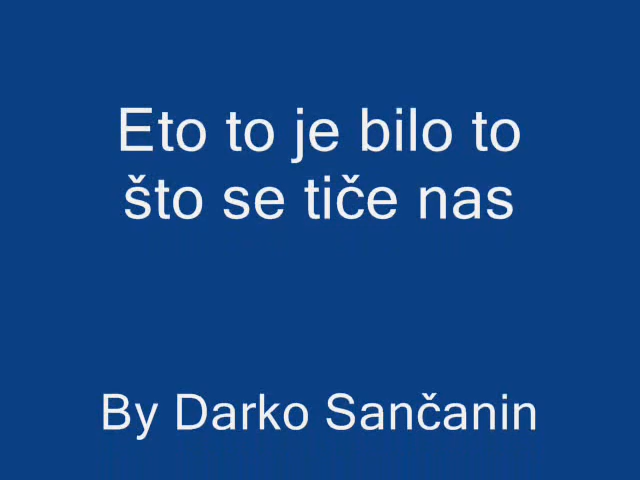 Eto to je bilo to
što se tiče nas
By Darko Sančanin